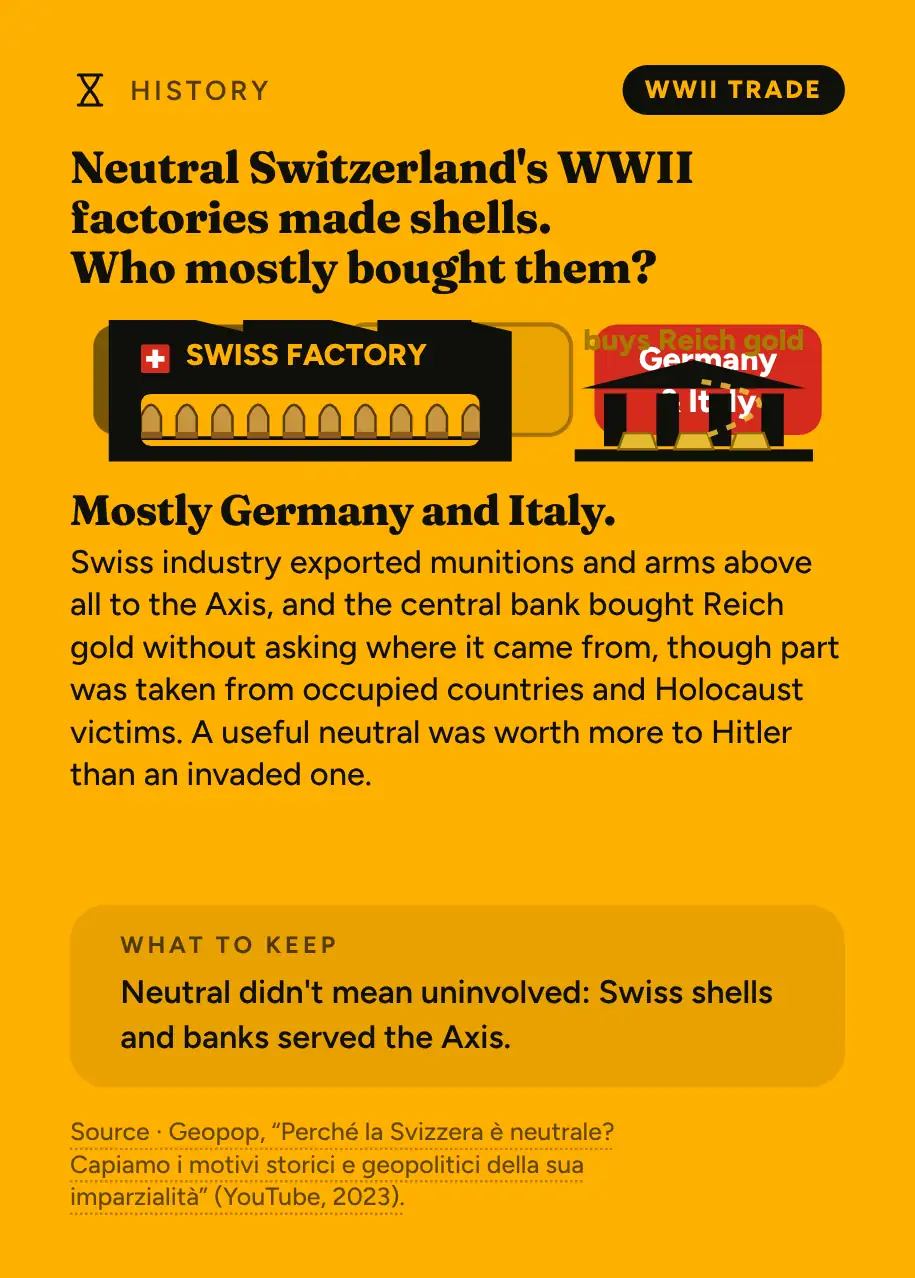 HISTORY
WWII TRADE
Neutral Switzerland's WWII
factories made shells.
Who mostly bought them?
SWISS FACTORY
buys Reich gold
Germany
& Italy
Mostly Germany and Italy.
Swiss industry exported munitions and arms above
all to the Axis, and the central bank bought Reich
gold without asking where it came from, though part
was taken from occupied countries and Holocaust
victims. A useful neutral was worth more to Hitler
than an invaded one.
WHAT TO KEEP
Neutral didn't mean uninvolved: Swiss shells
and banks served the Axis.
Source · Geopop, “Perché la Svizzera è neutrale?
Capiamo i motivi storici e geopolitici della sua
imparzialità” (YouTube, 2023).